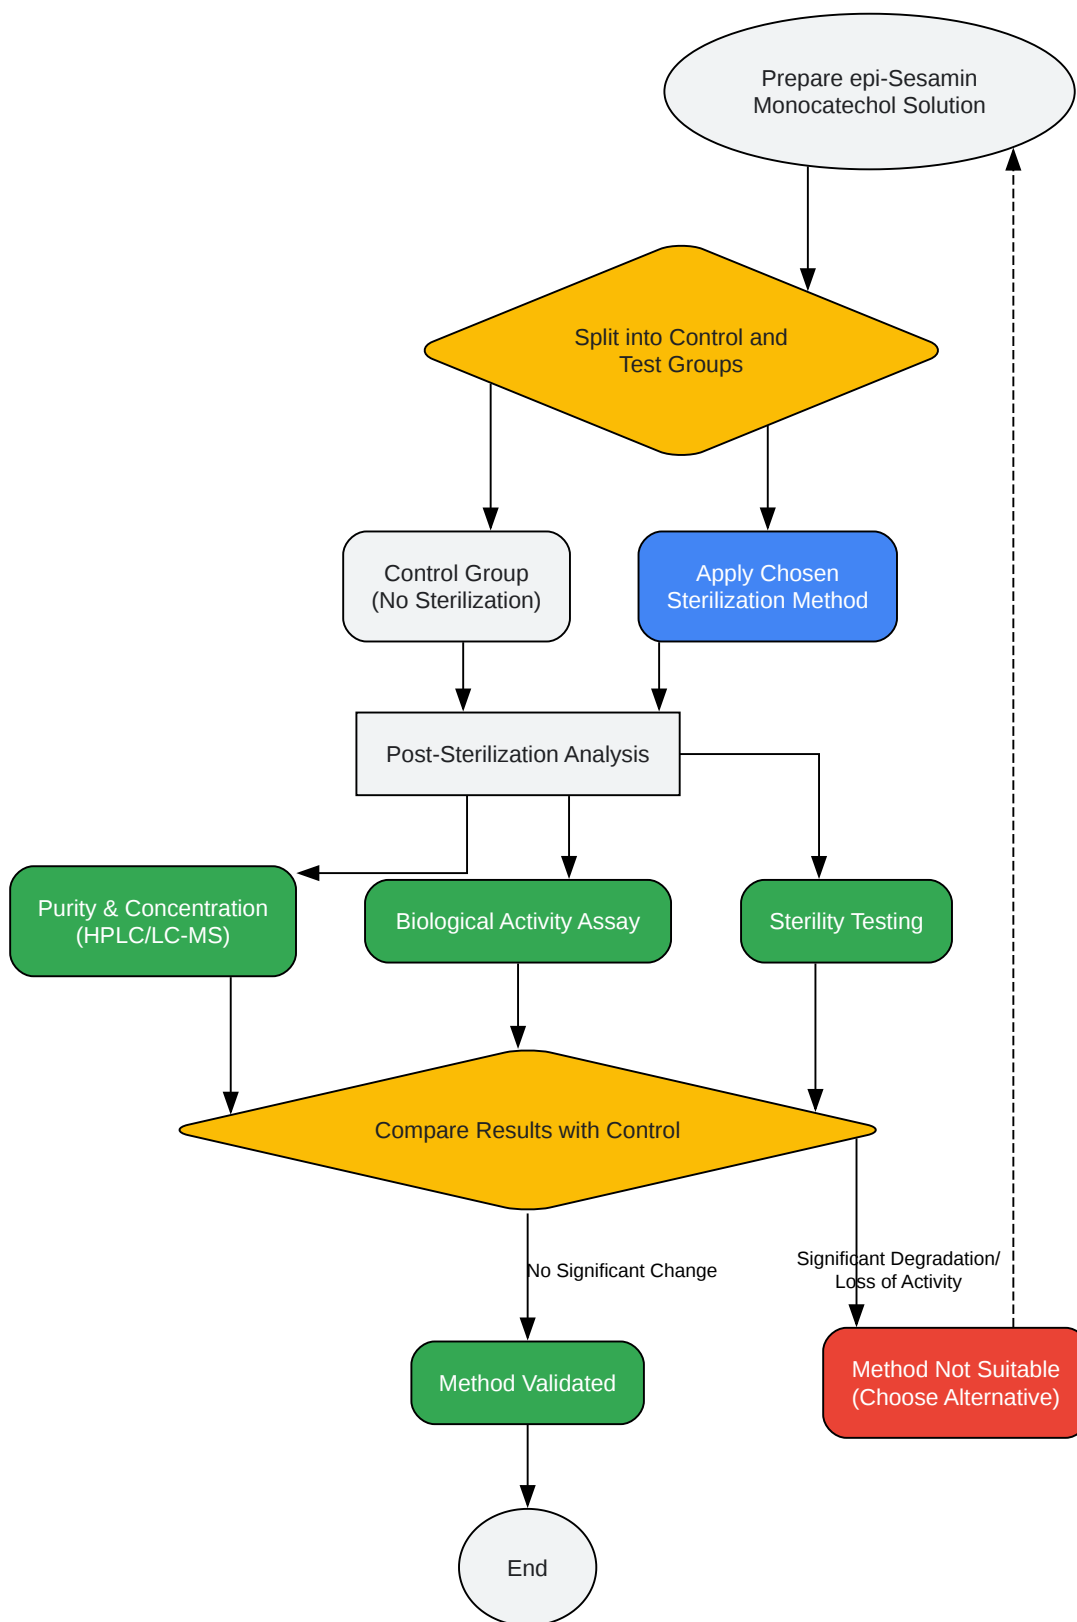 Prepare epi-Sesamin
Monocatechol Solution
Split into Control and
Test Groups
Control Group
(No Sterilization)
Apply Chosen
Sterilization Method
Post-Sterilization Analysis
Purity & Concentration
(HPLC/LC-MS)
Biological Activity Assay
Sterility Testing
Compare Results with Control
No Significant Change
Significant Degradation/
Loss of Activity
Method Validated
Method Not Suitable
(Choose Alternative)
End